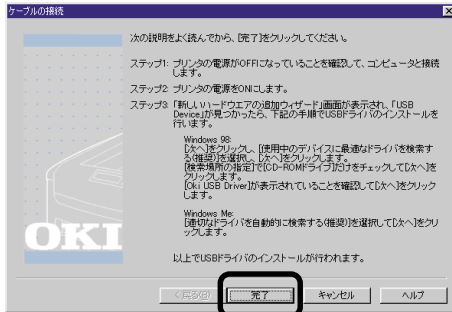 ケーブルの接続
次の説明をよく読んでから、[完了]をクリックしてください。
ステップ1: プリンタの電源がOFFになっていることを確認して、コンピュータと接続
します。
ステップ2: プリンタの電源をONにします。
ステップ3: 「新しいハードウエアの追加ウィザード」画面が表示され、「USB
Device」が見つかったら、下記の手順でUSBドライバのインストールを
行います。
Windows 98:
[次へ]をクリックし、[使用中のデバイスに最適なドライバを検索す
る(推奨)]を選択し、[次へ]をクリックします。
[検索場所の指定]で[CD-ROMドライブ]だけをチェックして[次へ]を
クリックします。
[Oki USB Driver]が表示されていることを確認して[次へ]をクリック
します。
Windows Me:
[適切なドライバを自動的に検索する(推奨)]を選択して[次へ]をクリ
ックします。
OKI
以上でUSBドライバのインストールが行われます。
< 戻る(B) 完了 キャンセル ヘルプ